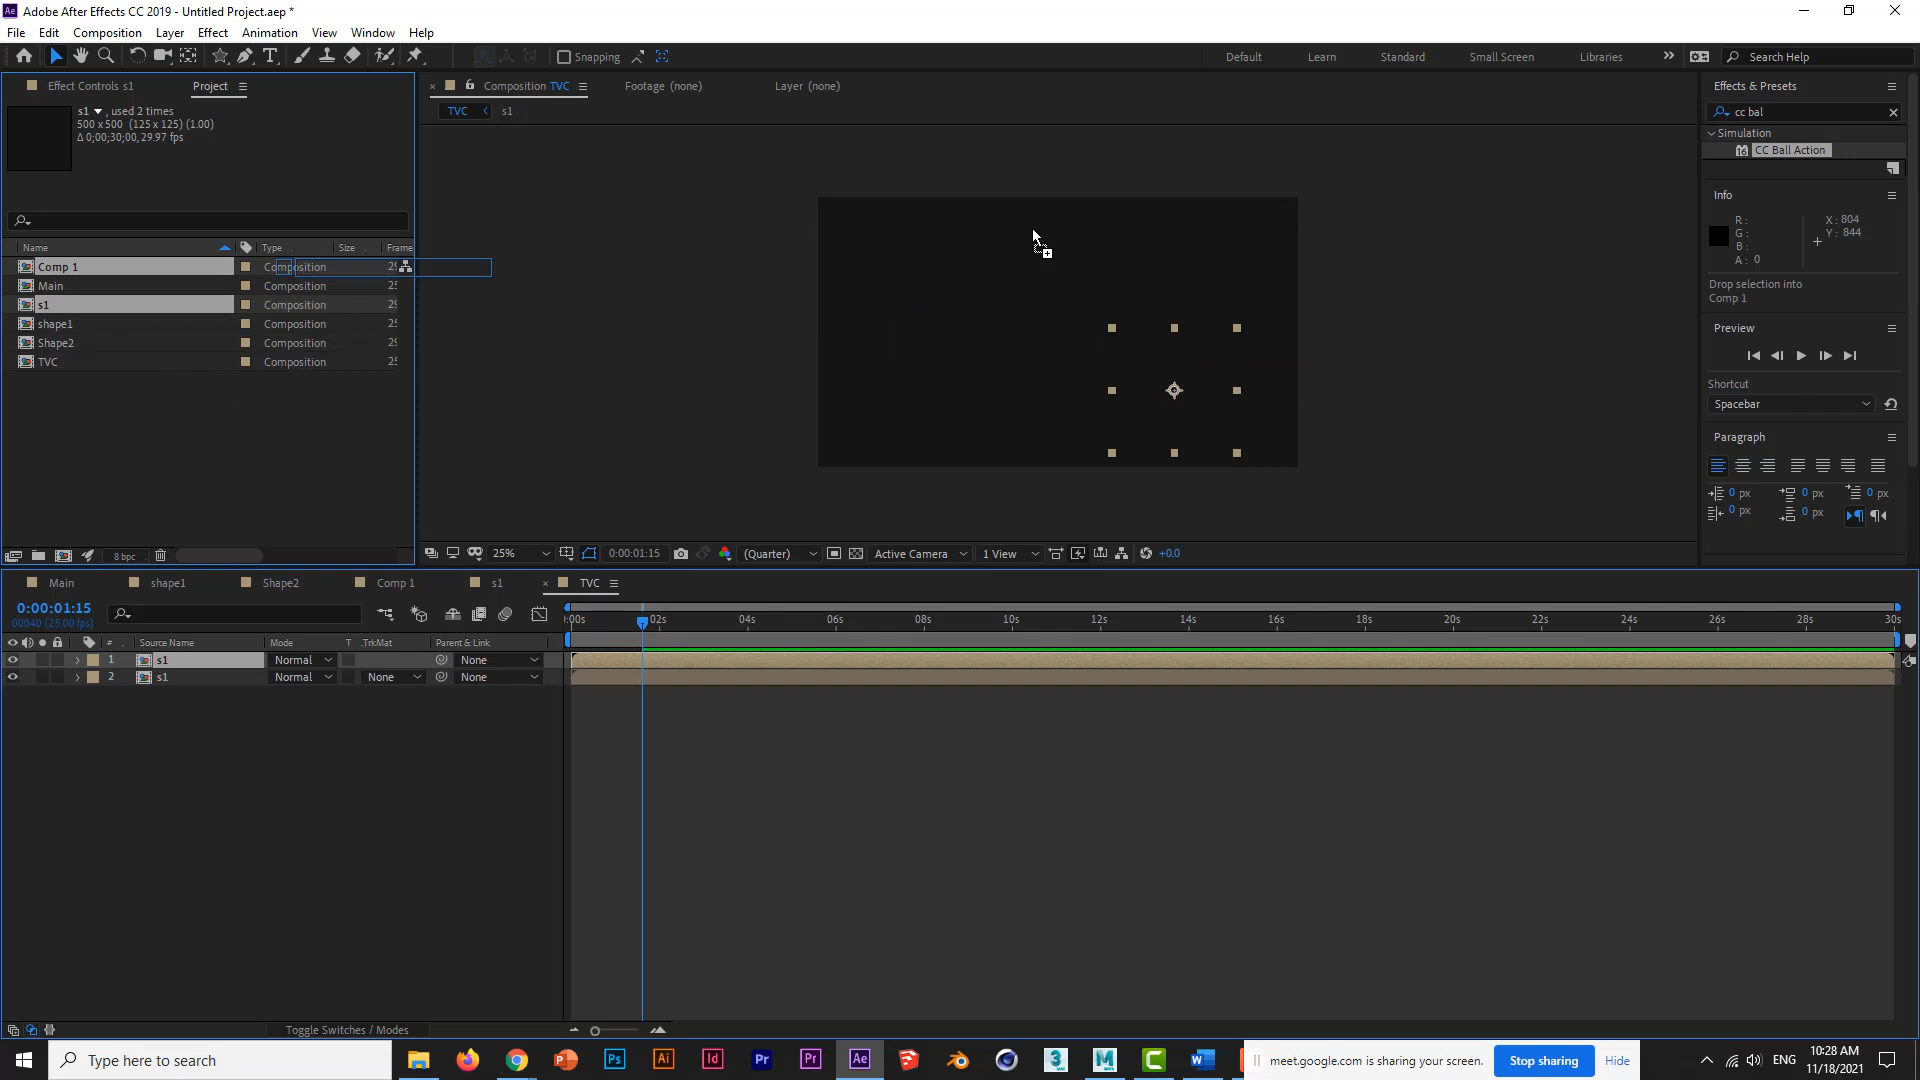 Adobe After Effects CC 2019 - Untitled Project.aep *
File Edit Composition Layer Effect Animation View Window Help
Snapping
Default Learn Standard Small Screen Libraries
Search Help
Effect Controls s1 Project
s1 , used 2 times
500 x 500 (125 x 125) (1.00)
Δ 0;00;30;00, 29.97 fps
Name Type Size Frame
Comp 1 Composition
Main Composition
s1 Composition
shape1 Composition
Shape2 Composition
TVC Composition
8 bpc
Composition TVC Footage (none) Layer (none)
TVC s1
25% 0:00:01:15 (Quarter) Active Camera 1 View +0.0
Effects & Presets
cc bal
Simulation
16 CC Ball Action
Info
R :
G :
B :
A : 0
X : 804
Y : 844
Drop selection into
Comp 1
Preview
Shortcut
Spacebar
Paragraph
0 px 0 px 0 px
0 px 0 px
Main shape1 Shape2 Comp 1 s1 TVC
0:00:01:15
00040 (25.00 fps)
:00s 02s 04s 06s 08s 10s 12s 14s 16s 18s 20s 22s 24s 26s 28s 30s
# Source Name Mode T .TrkMat Parent & Link
1 s1 Normal None
2 s1 Normal None None
Toggle Switches / Modes
Type here to search
meet.google.com is sharing your screen. Stop sharing Hide
ENG
10:28 AM
11/18/2021